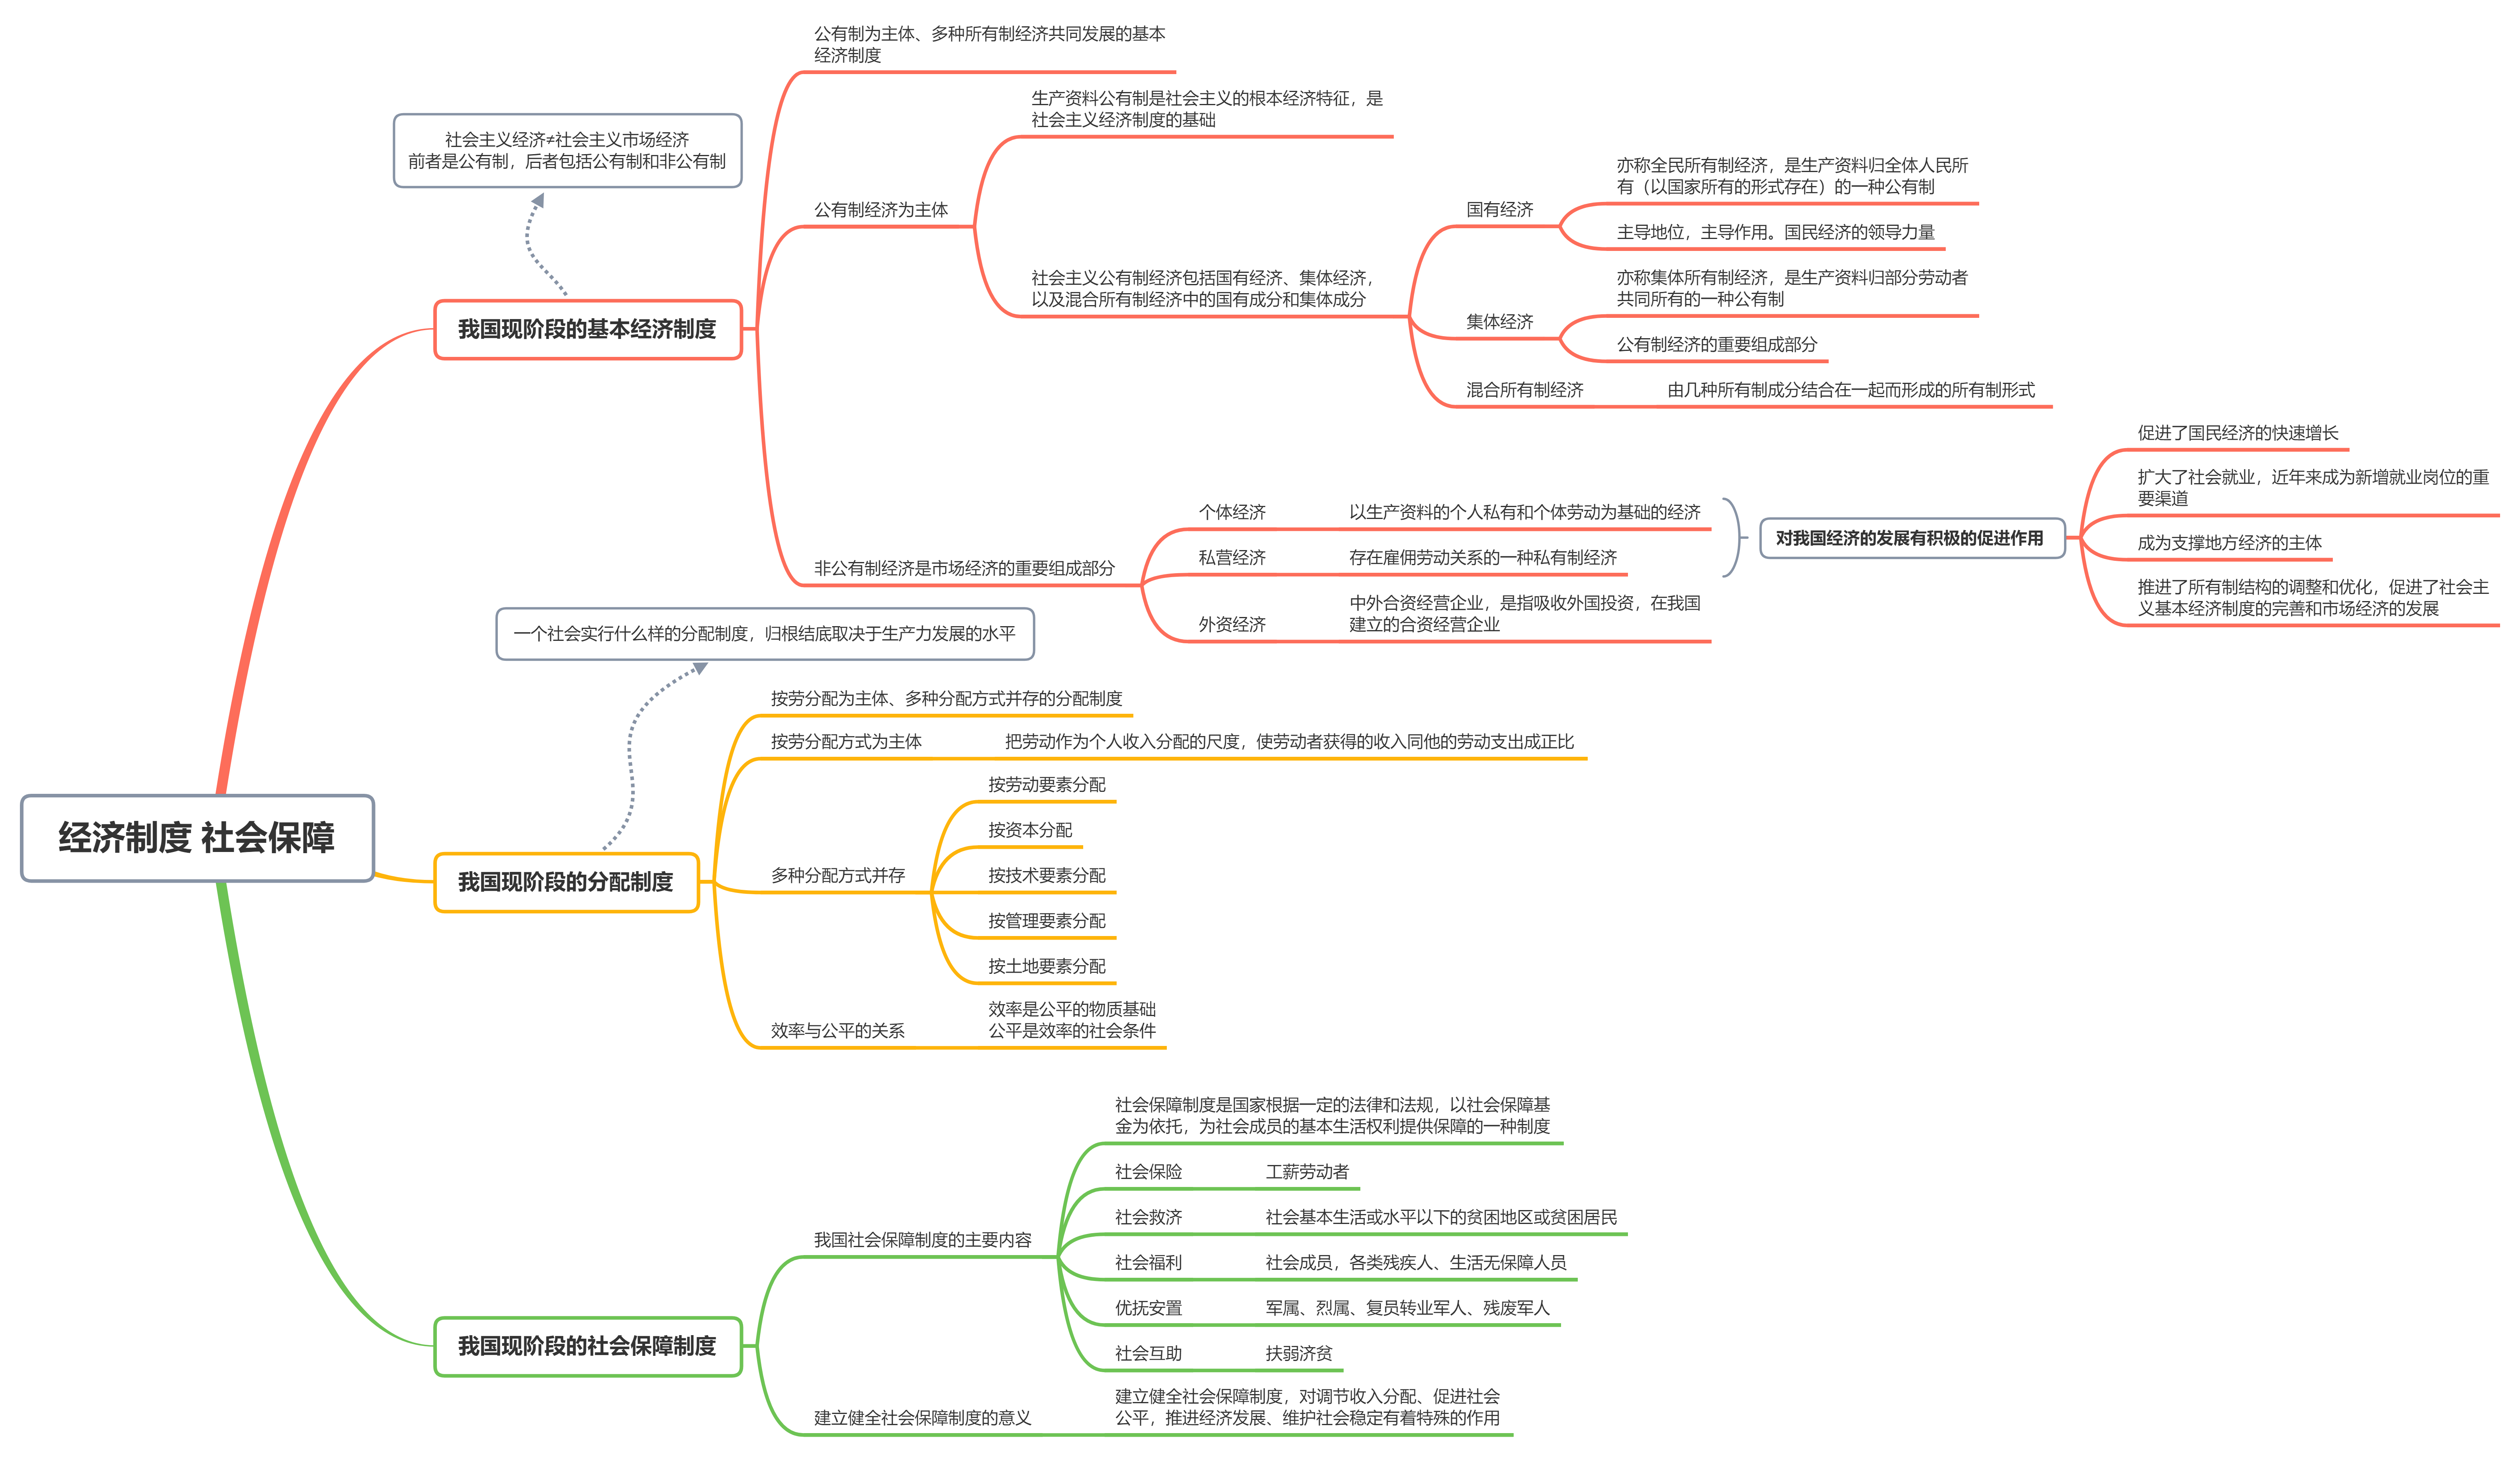 经济制度 社会保障
我国现阶段的基本经济制度
社会主义经济≠社会主义市场经济
前者是公有制，后者包括公有制和非公有制
公有制为主体、多种所有制经济共同发展的基本
经济制度
公有制经济为主体
生产资料公有制是社会主义的根本经济特征，是
社会主义经济制度的基础
社会主义公有制经济包括国有经济、集体经济，
以及混合所有制经济中的国有成分和集体成分
国有经济
亦称全民所有制经济，是生产资料归全体人民所
有（以国家所有的形式存在）的一种公有制
主导地位，主导作用。国民经济的领导力量
集体经济
亦称集体所有制经济，是生产资料归部分劳动者
共同所有的一种公有制
公有制经济的重要组成部分
混合所有制经济
由几种所有制成分结合在一起而形成的所有制形式
非公有制经济是市场经济的重要组成部分
个体经济
以生产资料的个人私有和个体劳动为基础的经济
私营经济
存在雇佣劳动关系的一种私有制经济
外资经济
中外合资经营企业，是指吸收外国投资，在我国
建立的合资经营企业
对我国经济的发展有积极的促进作用
促进了国民经济的快速增长
扩大了社会就业，近年来成为新增就业岗位的重
要渠道
成为支撑地方经济的主体
推进了所有制结构的调整和优化，促进了社会主
义基本经济制度的完善和市场经济的发展
我国现阶段的分配制度
一个社会实行什么样的分配制度，归根结底取决于生产力发展的水平
按劳分配为主体、多种分配方式并存的分配制度
按劳分配方式为主体
把劳动作为个人收入分配的尺度，使劳动者获得的收入同他的劳动支出成正比
多种分配方式并存
按劳动要素分配
按资本分配
按技术要素分配
按管理要素分配
按土地要素分配
效率与公平的关系
效率是公平的物质基础
公平是效率的社会条件
我国现阶段的社会保障制度
我国社会保障制度的主要内容
社会保障制度是国家根据一定的法律和法规，以社会保障基
金为依托，为社会成员的基本生活权利提供保障的一种制度
社会保险
工薪劳动者
社会救济
社会基本生活或水平以下的贫困地区或贫困居民
社会福利
社会成员，各类残疾人、生活无保障人员
优抚安置
军属、烈属、复员转业军人、残废军人
社会互助
扶弱济贫
建立健全社会保障制度的意义
建立健全社会保障制度，对调节收入分配、促进社会
公平，推进经济发展、维护社会稳定有着特殊的作用